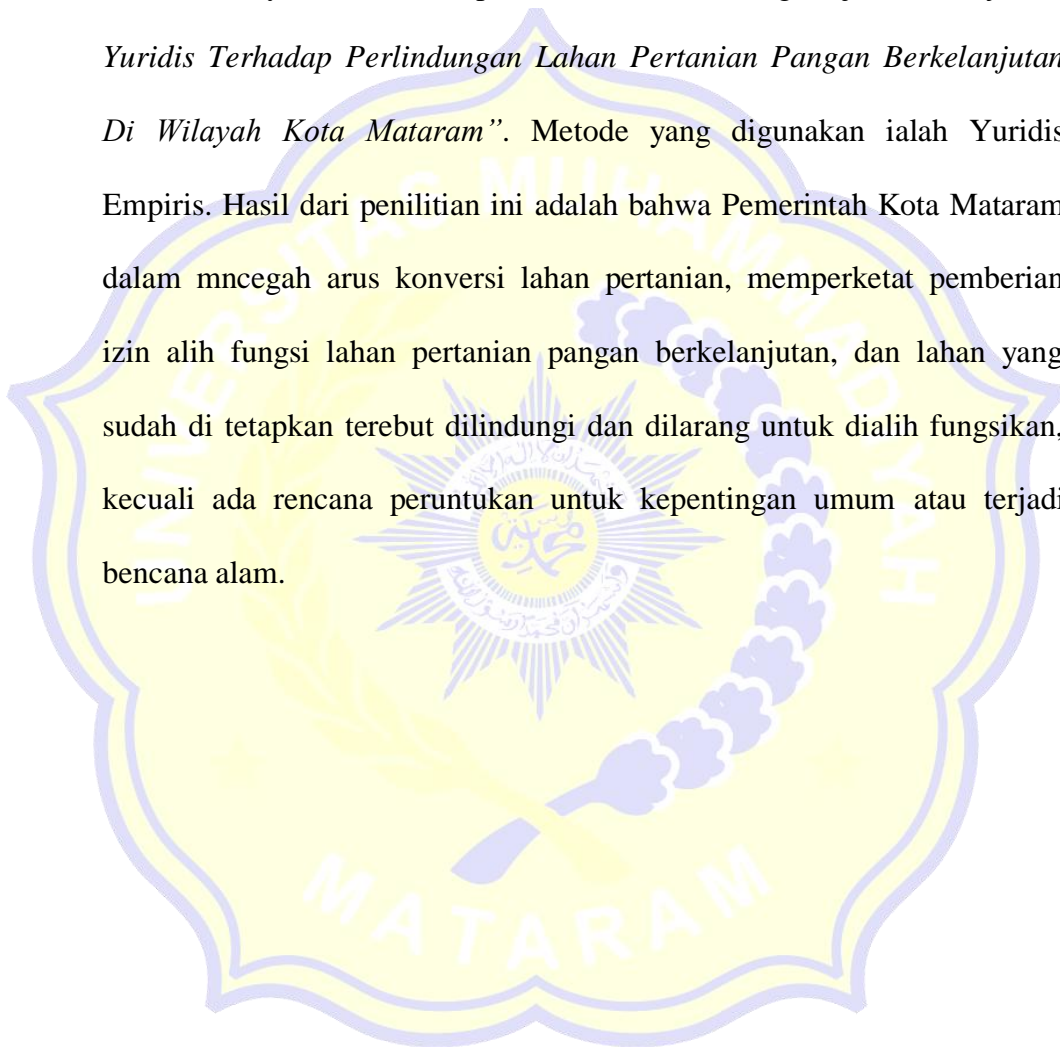 Yuridis Terhadap Perlindungan Lahan Pertanian Pangan Berkelanjutan
Di Wilayah Kota Mataram”. Metode yang digunakan ialah Yuridis
Empiris. Hasil dari penilitian ini adalah bahwa Pemerintah Kota Mataram
dalam mncegah arus konversi lahan pertanian, memperketat pemberian
izin alih fungsi lahan pertanian pangan berkelanjutan, dan lahan yang
sudah di tetapkan terebut dilindungi dan dilarang untuk dialih fungsikan,
kecuali ada rencana peruntukan untuk kepentingan umum atau terjadi
bencana alam.
UNIVERSITAS MUHAMMADIYAH
MATARAM